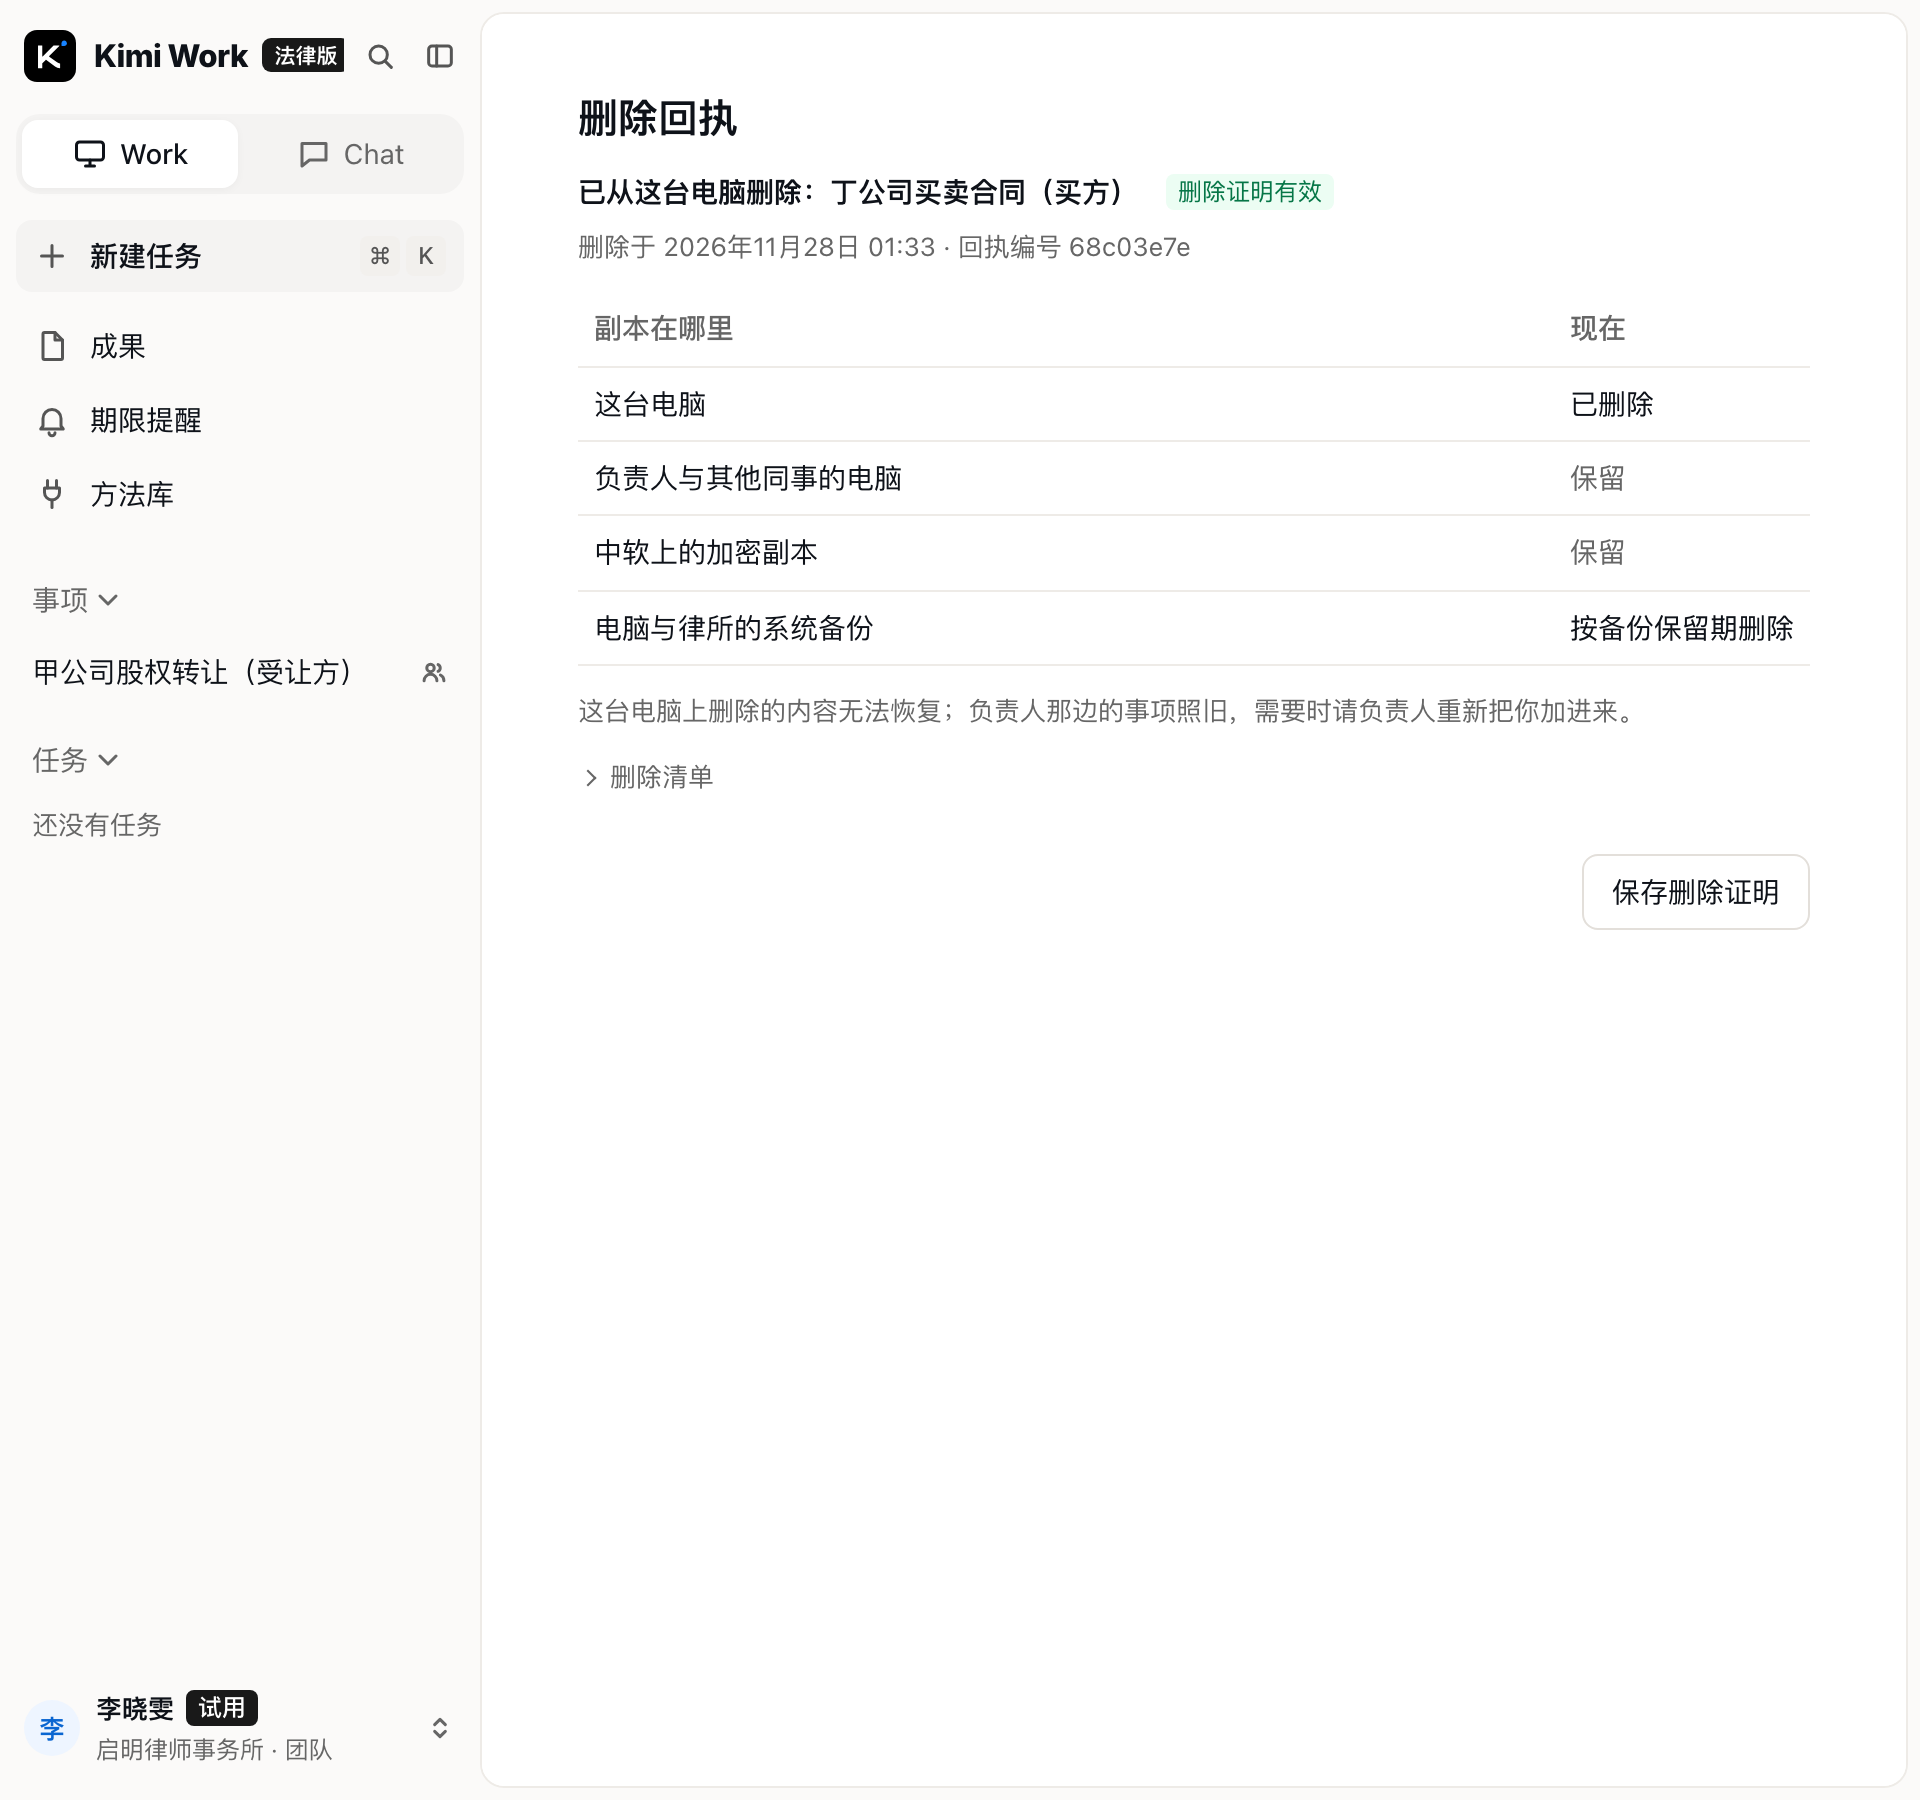 Kimi Work 法律版
Work
Chat
新建任务 ⌘ K
成果
期限提醒
方法库
事项
甲公司股权转让（受让方）
任务
还没有任务
李 李晓雯 试用
启明律师事务所 · 团队
删除回执
已从这台电脑删除：丁公司买卖合同（买方） 删除证明有效
删除于 2026年11月28日 01:33 · 回执编号 68c03e7e
副本在哪里 现在
这台电脑 已删除
负责人与其他同事的电脑 保留
中软上的加密副本 保留
电脑与律所的系统备份 按备份保留期删除
这台电脑上删除的内容无法恢复；负责人那边的事项照旧，需要时请负责人重新把你加进来。
删除清单
保存删除证明